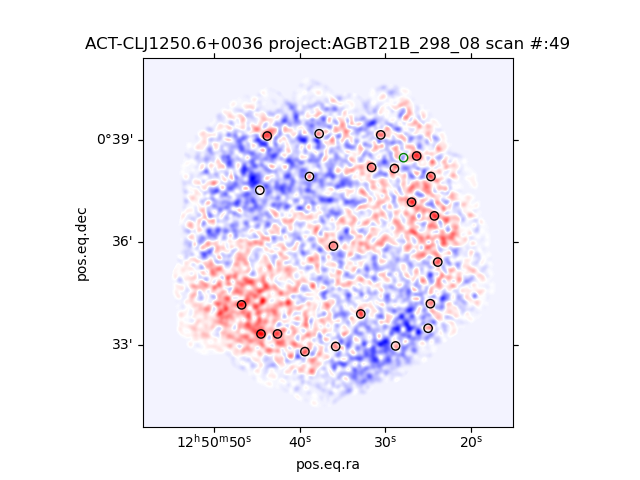 ACT-CLJ1250.6+0036 project:AGBT21B_298_08 scan #:49
0°39'
36'
33'
pos.eq.dec
12ʰ50ᵐ50ˢ 40ˢ 30ˢ 20ˢ
pos.eq.ra